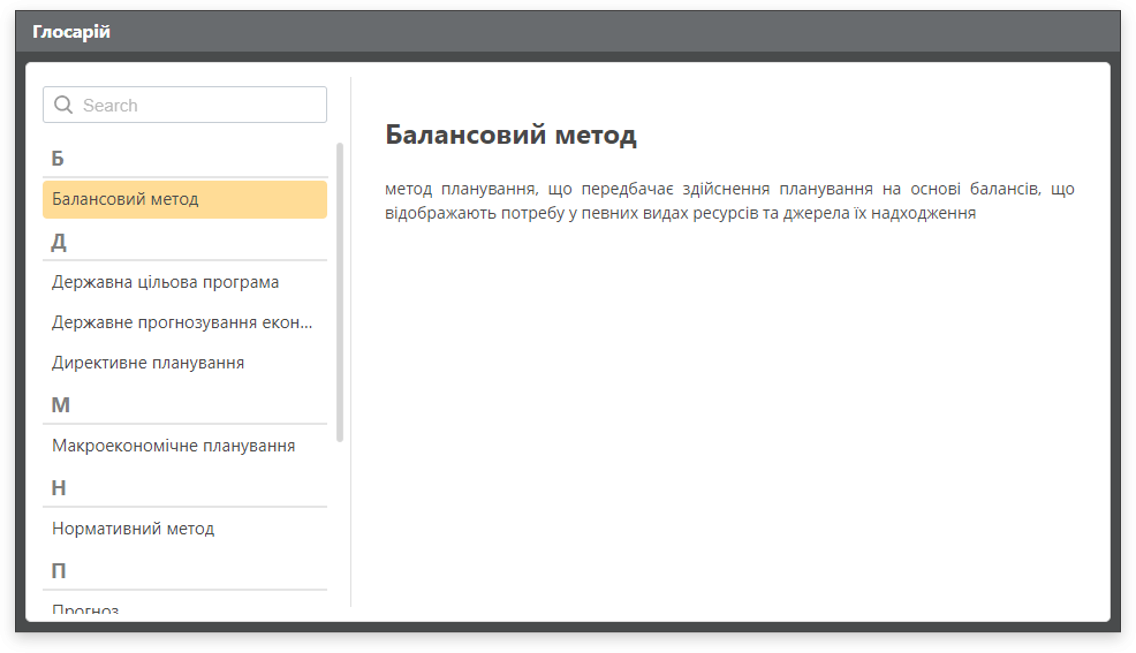 Глосарій
Search
Б
Балансовий метод
Д
Державна цільова програма
Державне прогнозування екон...
Директивне планування
М
Макроекономічне планування
Н
Нормативний метод
П
Прогноз
Балансовий метод
метод планування, що передбачає здійснення планування на основі балансів, що
відображають потребу у певних видах ресурсів та джерела їх надходження